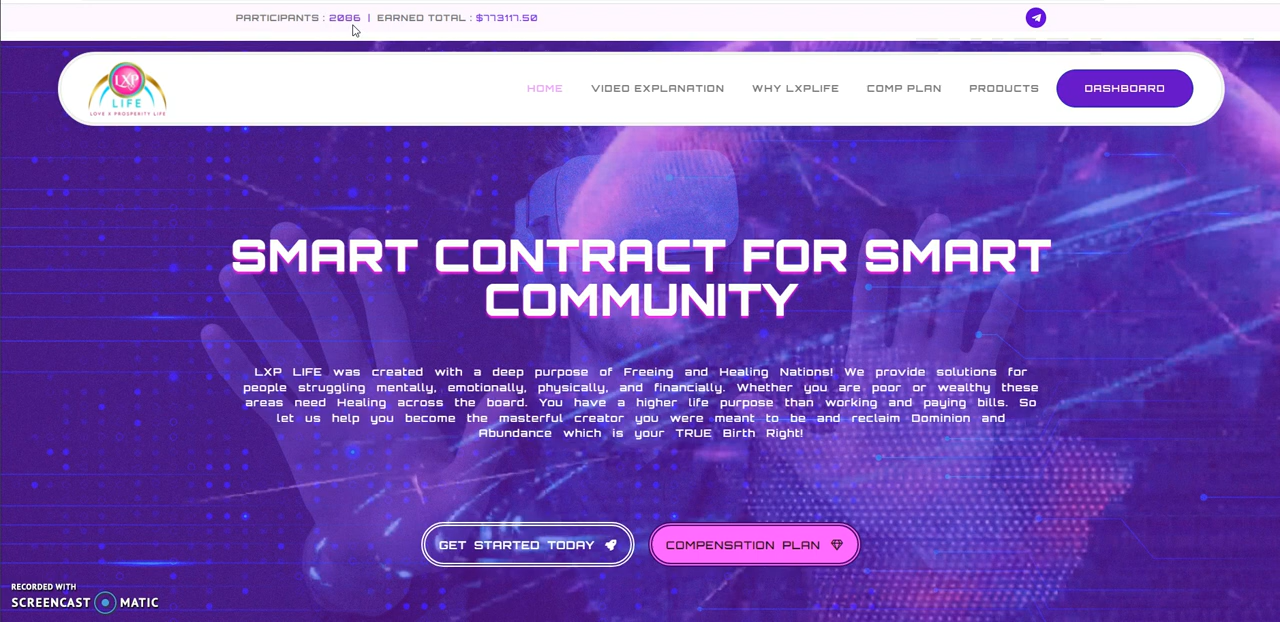 PARTICIPANTS : 2086 | EARNED TOTAL : $773117.50
LXP
LIFE
LOVE X PROSPERITY LIFE
HOME VIDEO EXPLANATION WHY LXPLIFE COMP PLAN PRODUCTS DASHBOARD
SMART CONTRACT FOR SMART
COMMUNITY
LXP LIFE was created with a deep purpose of Freeing and Healing Nations! We provide solutions for
people struggling mentally, emotionally, physically, and financially. Whether you are poor or wealthy these
areas need Healing across the board. You have a higher life purpose than working and paying bills. So
let us help you become the masterful creator you were meant to be and reclaim Dominion and
Abundance which is your TRUE Birth Right!
GET STARTED TODAY COMPENSATION PLAN
RECORDED WITH
SCREENCAST MATIC